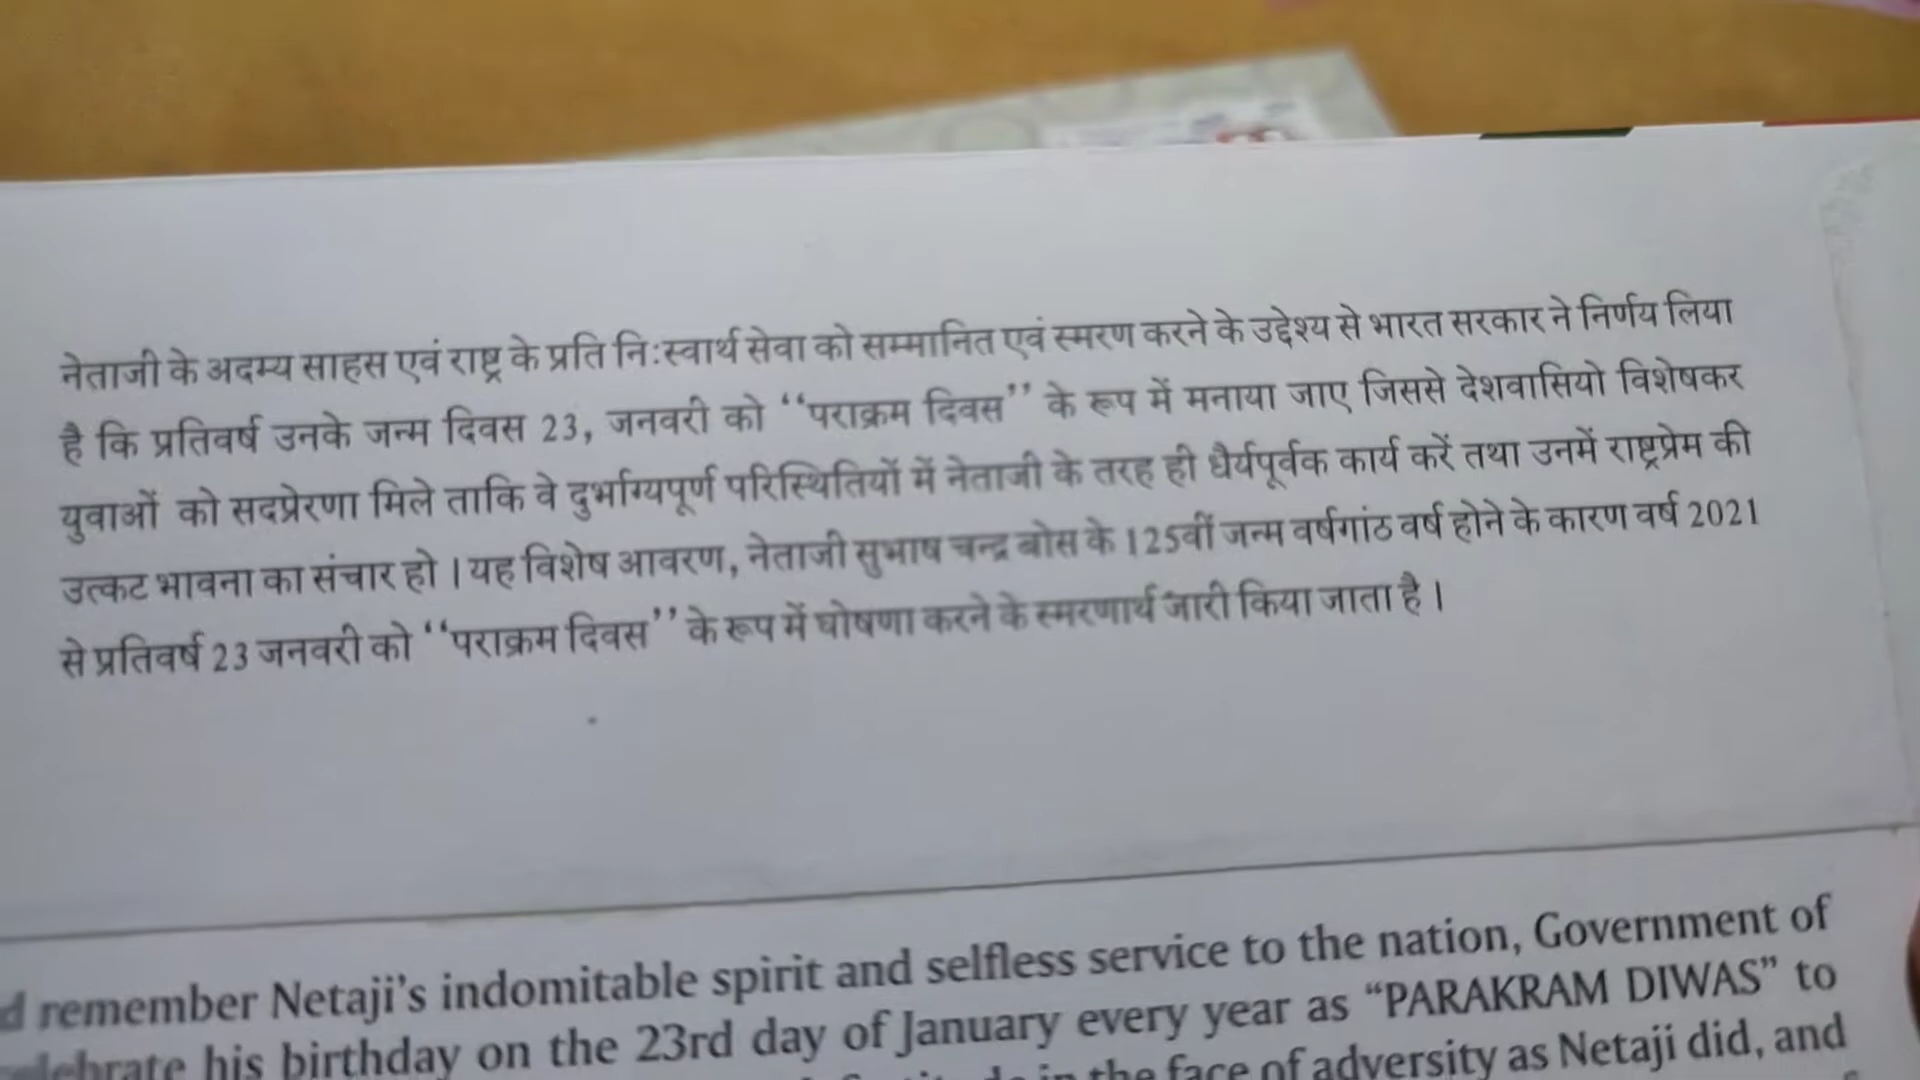 नेताजी के अदम्य साहस एवं राष्ट्र के प्रति नि:स्वार्थ सेवा को सम्मानित एवं स्मरण करने के उद्देश्य से भारत सरकार ने निर्णय लिया
है कि प्रतिवर्ष उनके जन्म दिवस 23, जनवरी को ‘‘पराक्रम दिवस’’ के रूप में मनाया जाए जिससे देशवासियो विशेषकर
युवाओं को सदप्रेरणा मिले ताकि वे दुर्भाग्यपूर्ण परिस्थितियों में नेताजी के तरह ही धैर्यपूर्वक कार्य करें तथा उनमें राष्ट्रप्रेम की
उत्कट भावना का संचार हो । यह विशेष आवरण, नेताजी सुभाष चन्द्र बोस के 125वीं जन्म वर्षगांठ वर्ष होने के कारण वर्ष 2021
से प्रतिवर्ष 23 जनवरी को ‘‘पराक्रम दिवस’’ के रूप में घोषणा करने के स्मरणार्थ जारी किया जाता है ।
remember Netaji’s indomitable spirit and selfless service to the nation, Government of
his birthday on the 23rd day of January every year as “PARAKRAM DIWAS” to
in the face of adversity as Netaji did, and